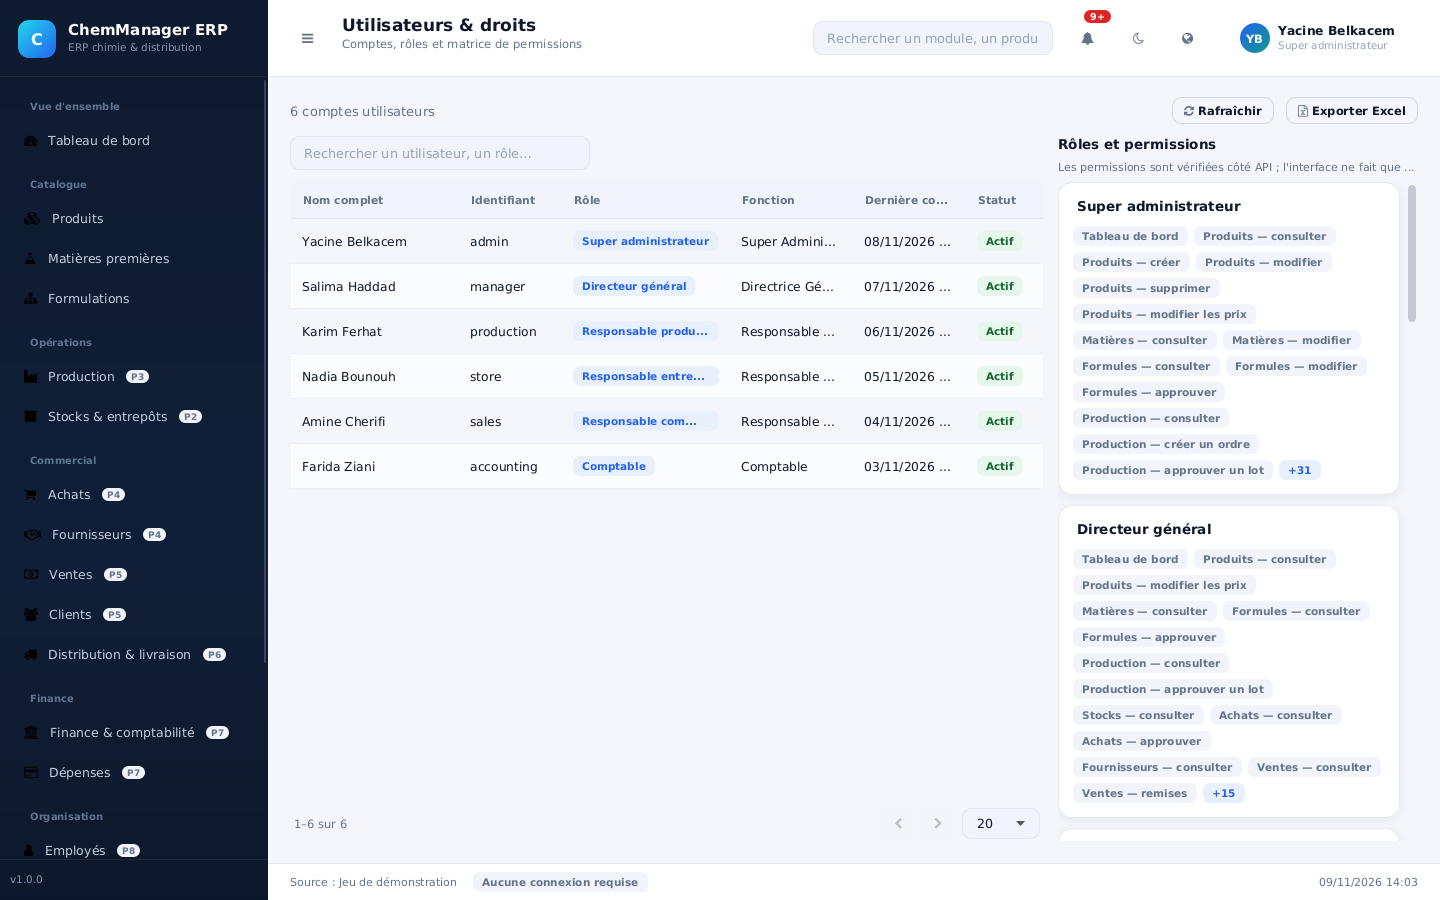 C
ChemManager ERP
ERP chimie & distribution
Vue d'ensemble
Tableau de bord
Catalogue
Produits
Matières premières
Formulations
Opérations
Production P3
Stocks & entrepôts P2
Commercial
Achats P4
Fournisseurs P4
Ventes P5
Clients P5
Distribution & livraison P6
Finance
Finance & comptabilité P7
Dépenses P7
Organisation
Employés P8
v1.0.0
Utilisateurs & droits
Comptes, rôles et matrice de permissions
Rechercher un module, un produ
9+
YB
Yacine Belkacem
Super administrateur
6 comptes utilisateurs
Rafraîchir
Exporter Excel
Rechercher un utilisateur, un rôle...
Nom complet Identifiant Rôle Fonction Dernière co... Statut
Yacine Belkacem admin Super administrateur Super Admini... 08/11/2026 ... Actif
Salima Haddad manager Directeur général Directrice Gé... 07/11/2026 ... Actif
Karim Ferhat production Responsable produ... Responsable ... 06/11/2026 ... Actif
Nadia Bounouh store Responsable entre... Responsable ... 05/11/2026 ... Actif
Amine Cherifi sales Responsable com... Responsable ... 04/11/2026 ... Actif
Farida Ziani accounting Comptable Comptable 03/11/2026 ... Actif
1–6 sur 6
20
Rôles et permissions
Les permissions sont vérifiées côté API ; l'interface ne fait que ...
Super administrateur
Tableau de bord Produits — consulter
Produits — créer Produits — modifier
Produits — supprimer
Produits — modifier les prix
Matières — consulter Matières — modifier
Formules — consulter Formules — modifier
Formules — approuver
Production — consulter
Production — créer un ordre
Production — approuver un lot +31
Directeur général
Tableau de bord Produits — consulter
Produits — modifier les prix
Matières — consulter Formules — consulter
Formules — approuver
Production — consulter
Production — approuver un lot
Stocks — consulter Achats — consulter
Achats — approuver
Fournisseurs — consulter Ventes — consulter
Ventes — remises +15
Source : Jeu de démonstration Aucune connexion requise
09/11/2026 14:03